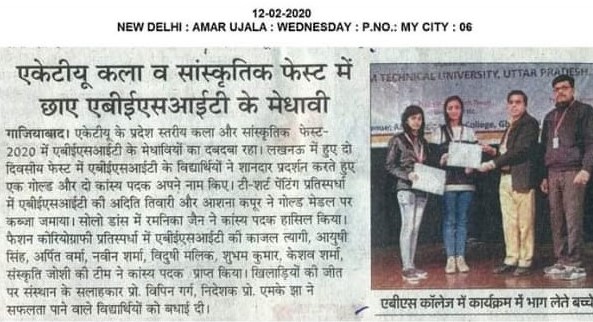 12-02-2020
NEW DELHI : AMAR UJALA : WEDNESDAY : P.NO.: MY CITY : 06
एकेटीयू कला व सांस्कृतिक फेस्ट में
छाए एबीईएसआईटी के मेधावी
गाजियाबाद। एकेटीयू के प्रदेश स्तरीय कला और सांस्कृतिक फेस्ट-
2020 में एबीईएसआईटी के मेधावियों का दबदबा रहा। लखनऊ में हुए दो
दिवसीय फेस्ट में एबीईएसआईटी के विद्यार्थियों ने शानदार प्रदर्शन करते हुए
एक गोल्ड और दो कांस्य पदक अपने नाम किए। टी-शर्ट पेंटिंग प्रतिस्पर्धा
में एबीईएसआईटी की अदिति तिवारी और आशना कपूर ने गोल्ड मेडल पर
कब्जा जमाया। सोलो डांस में रमनिका जैन ने कांस्य पदक हासिल किया।
फैशन कोरियोग्राफी प्रतिस्पर्धा में एबीईएसआईटी की काजल त्यागी, आयुषी
सिंह, अर्पित वर्मा, नवीन शर्मा, विदुषी मलिक, शुभम कुमार, केशव शर्मा,
संस्कृति जोशी की टीम ने कांस्य पदक प्राप्त किया। खिलाड़ियों की जीत
पर संस्थान के सलाहकार प्रो. विपिन गर्ग, निदेशक प्रो. एमके झा ने
सफलता पाने वाले विद्यार्थियों को बधाई दी।
M TECHNICAL UNIVERSITY, UTTAR PRADESH,
College, Gh
एबीएस कॉलेज में कार्यक्रम में भाग लेते बच्चे